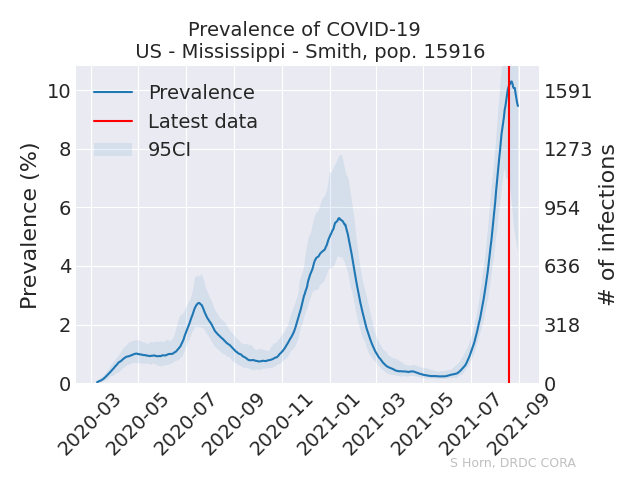 Prevalence of COVID-19
US - Mississippi - Smith, pop. 15916
Prevalence (%)
10
8
6
4
2
0
Prevalence
Latest data
95CI
1591
1273
954
636
318
0
# of infections
2020-03
2020-05
2020-07
2020-09
2020-11
2021-01
2021-03
2021-05
2021-07
2021-09
S Horn, DRDC CORA